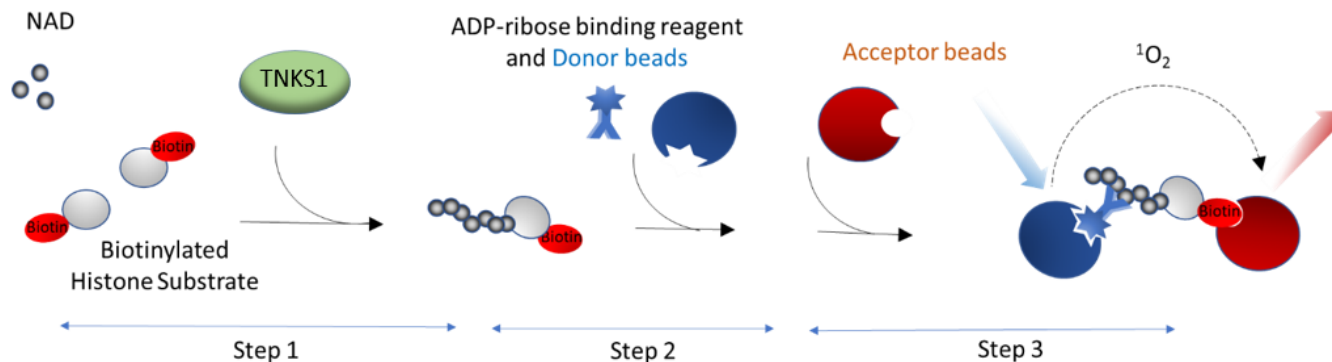 NAD
TNKS1
Biotin
Biotin
Biotinylated
Histone Substrate
Biotin
ADP-ribose binding reagent
and Donor beads
Acceptor beads
¹O₂
Biotin
Step 1
Step 2
Step 3